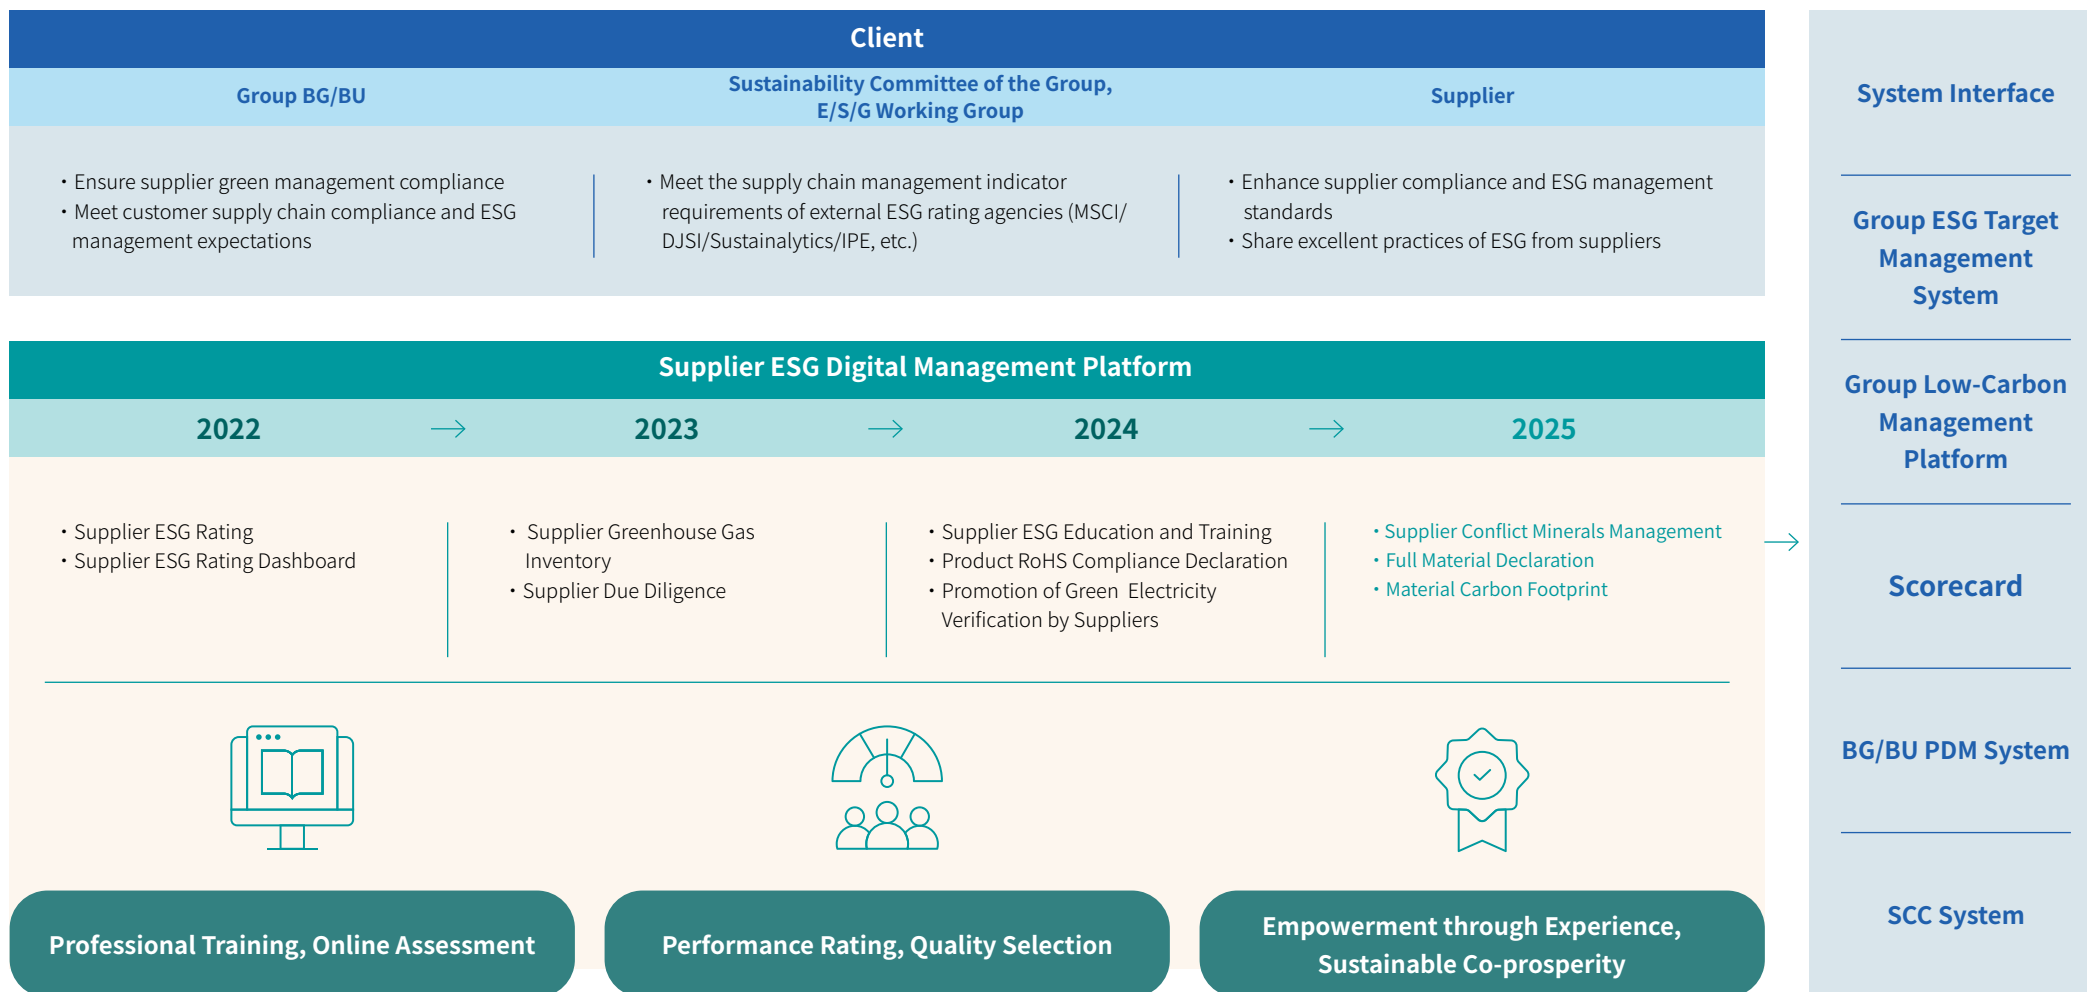 Client
Group BG/BU
Sustainability Committee of the Group,
E/S/G Working Group
Supplier
・Ensure supplier green management compliance
・Meet customer supply chain compliance and ESG
management expectations
・Meet the supply chain management indicator
requirements of external ESG rating agencies (MSCI/
DJSI/Sustainalytics/IPE, etc.)
・Enhance supplier compliance and ESG management
standards
・Share excellent practices of ESG from suppliers
Supplier ESG Digital Management Platform
2022 → 2023 → 2024 → 2025
・Supplier ESG Rating
・Supplier ESG Rating Dashboard
・ Supplier Greenhouse Gas
Inventory
・Supplier Due Diligence
・Supplier ESG Education and Training
・Product RoHS Compliance Declaration
・Promotion of Green Electricity
Verification by Suppliers
・Supplier Conflict Minerals Management
・Full Material Declaration
・Material Carbon Footprint
Professional Training, Online Assessment
Performance Rating, Quality Selection
Empowerment through Experience,
Sustainable Co-prosperity
System Interface
Group ESG Target
Management
System
Group Low-Carbon
Management
Platform
Scorecard
BG/BU PDM System
SCC System